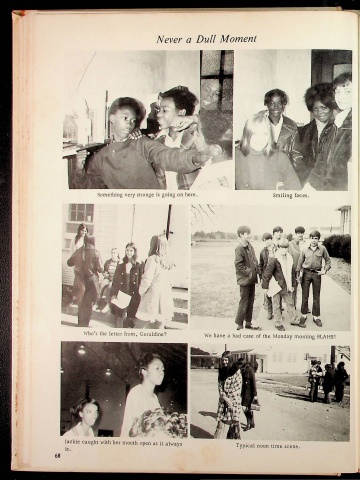 Never a Dull Moment
Something very strange is going on here.
Smiling faces.
Who's the letter from, Geraldine?
We have a bad case of the Monday morning BLAHS!!
Jackie caught with her mouth open as it always
is.
Typical noon time scene.
68